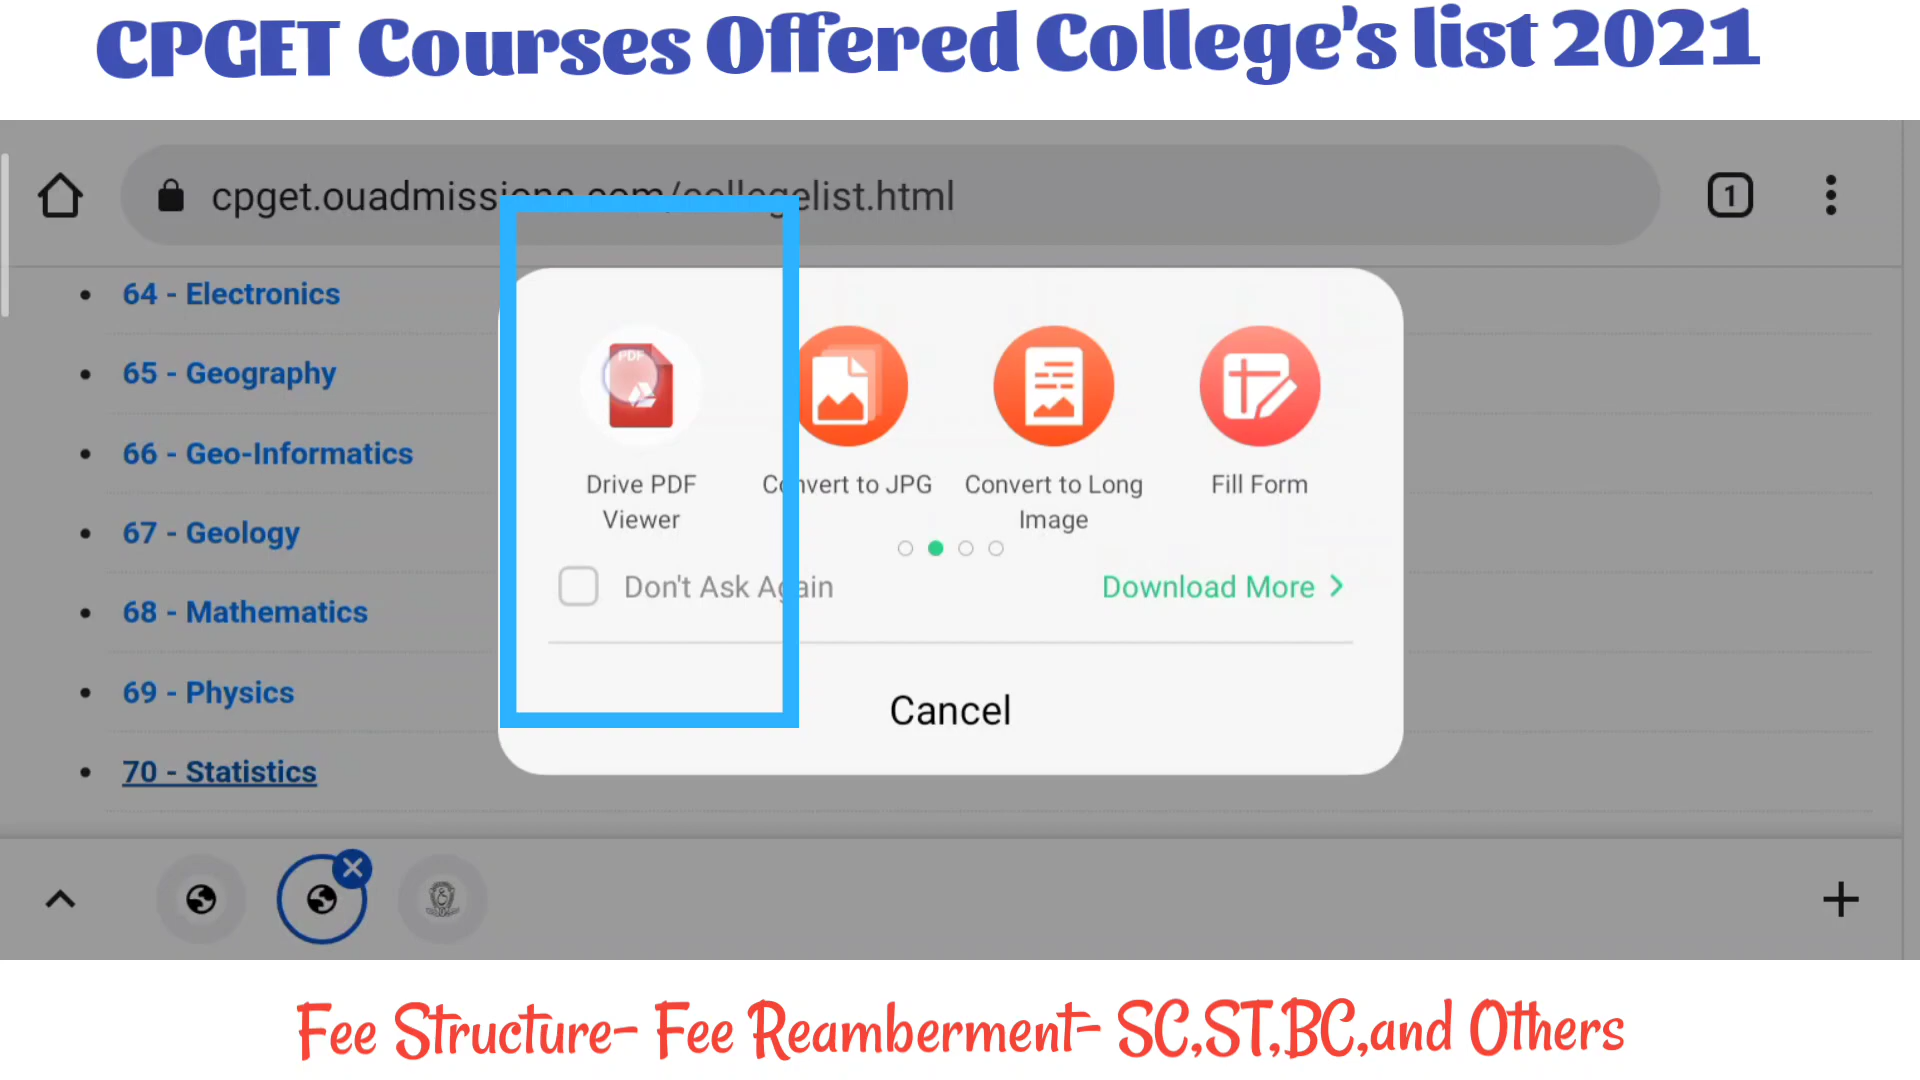 CPGET Courses Offered College's list 2021
cpget.ouadmissions.com/collegelist.html
1
64 - Electronics
65 - Geography
66 - Geo-Informatics
67 - Geology
68 - Mathematics
69 - Physics
70 - Statistics
PDF
Drive PDF
Viewer
Convert to JPG
Convert to Long
Image
Fill Form
Don't Ask Again
Download More
Cancel
Fee Structure- Fee Reamberment- SC,ST,BC,and Others